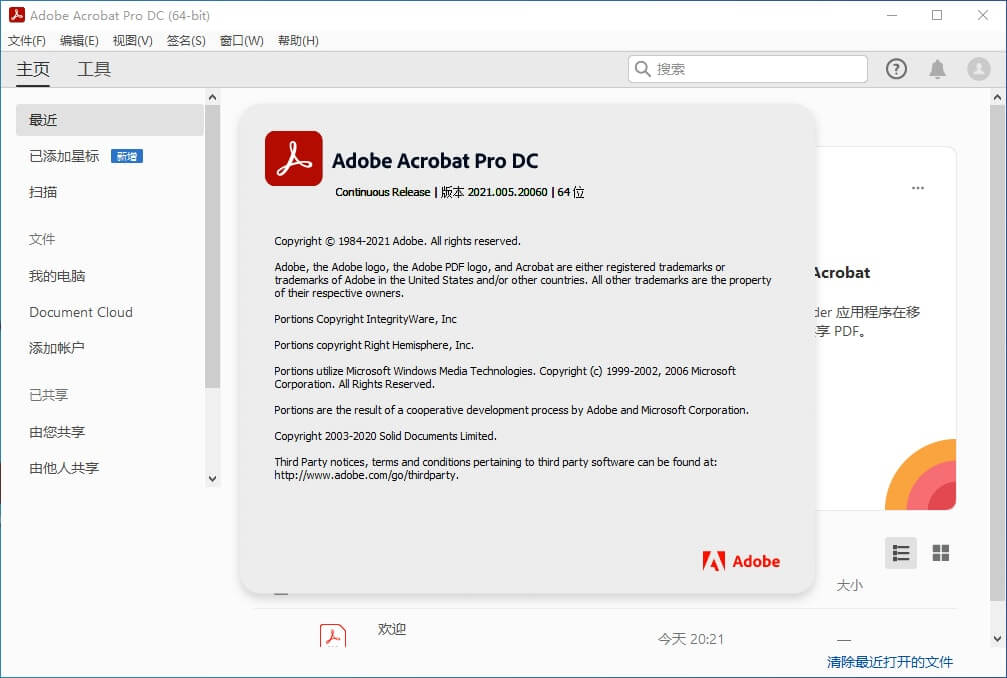 Adobe Acrobat Pro DC (64-bit)
文件(F) 编辑(E) 视图(V) 签名(S) 窗口(W) 帮助(H)
主页 工具
搜索
最近
已添加星标 新增
扫描
文件
我的电脑
Document Cloud
添加帐户
已共享
由您共享
由他人共享
Adobe Acrobat Pro DC
Continuous Release | 版本 2021.005.20060 | 64 位
Copyright © 1984-2021 Adobe. All rights reserved.
Adobe, the Adobe logo, the Adobe PDF logo, and Acrobat are either registered trademarks or
trademarks of Adobe in the United States and/or other countries. All other trademarks are the property
of their respective owners.
Portions Copyright IntegrityWare, Inc
Portions copyright Right Hemisphere, Inc.
Portions utilize Microsoft Windows Media Technologies. Copyright (c) 1999-2002, 2006 Microsoft
Corporation. All Rights Reserved.
Portions are the result of a cooperative development process by Adobe and Microsoft Corporation.
Copyright 2003-2020 Solid Documents Limited.
Third Party notices, terms and conditions pertaining to third party software can be found at:
http://www.adobe.com/go/thirdparty.
Adobe
Acrobat
der 应用程序在移
享 PDF。
大小
欢迎
今天 20:21
—
清除最近打开的文件